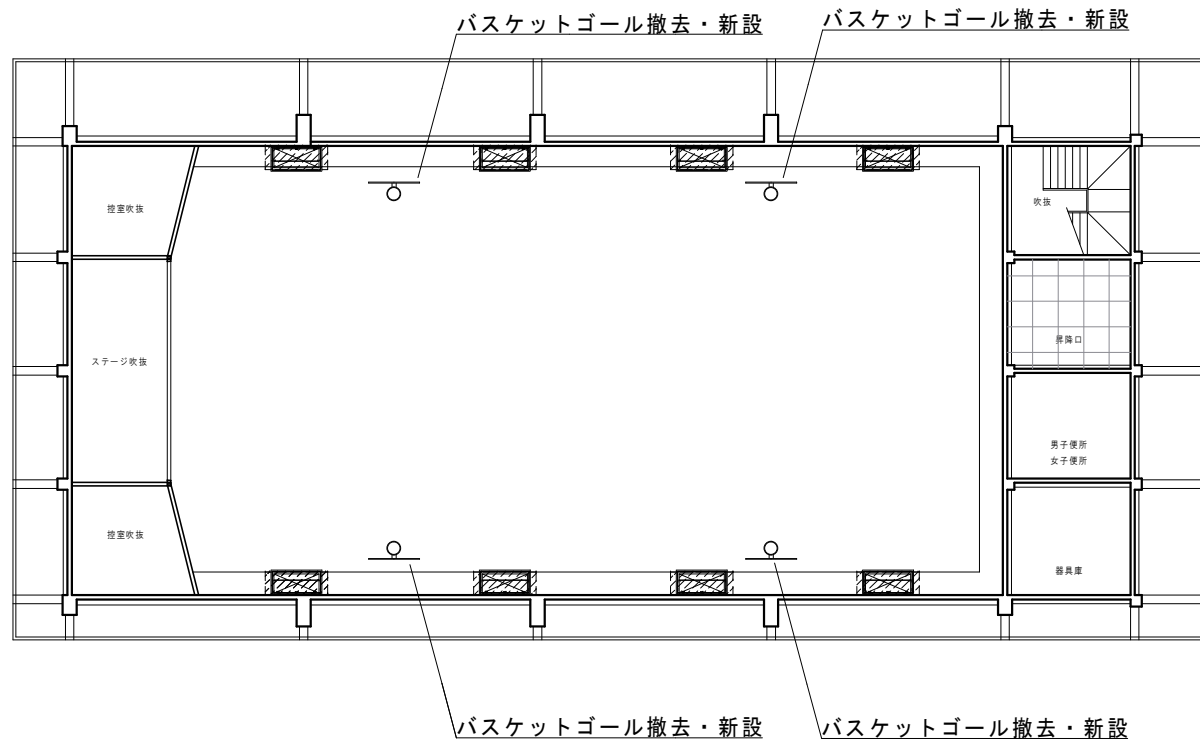 バスケットゴール撤去・新設
バスケットゴール撤去・新設
控室吹抜
吹抜
ステージ吹抜
昇降口
男子便所
女子便所
控室吹抜
器具庫
バスケットゴール撤去・新設
バスケットゴール撤去・新設